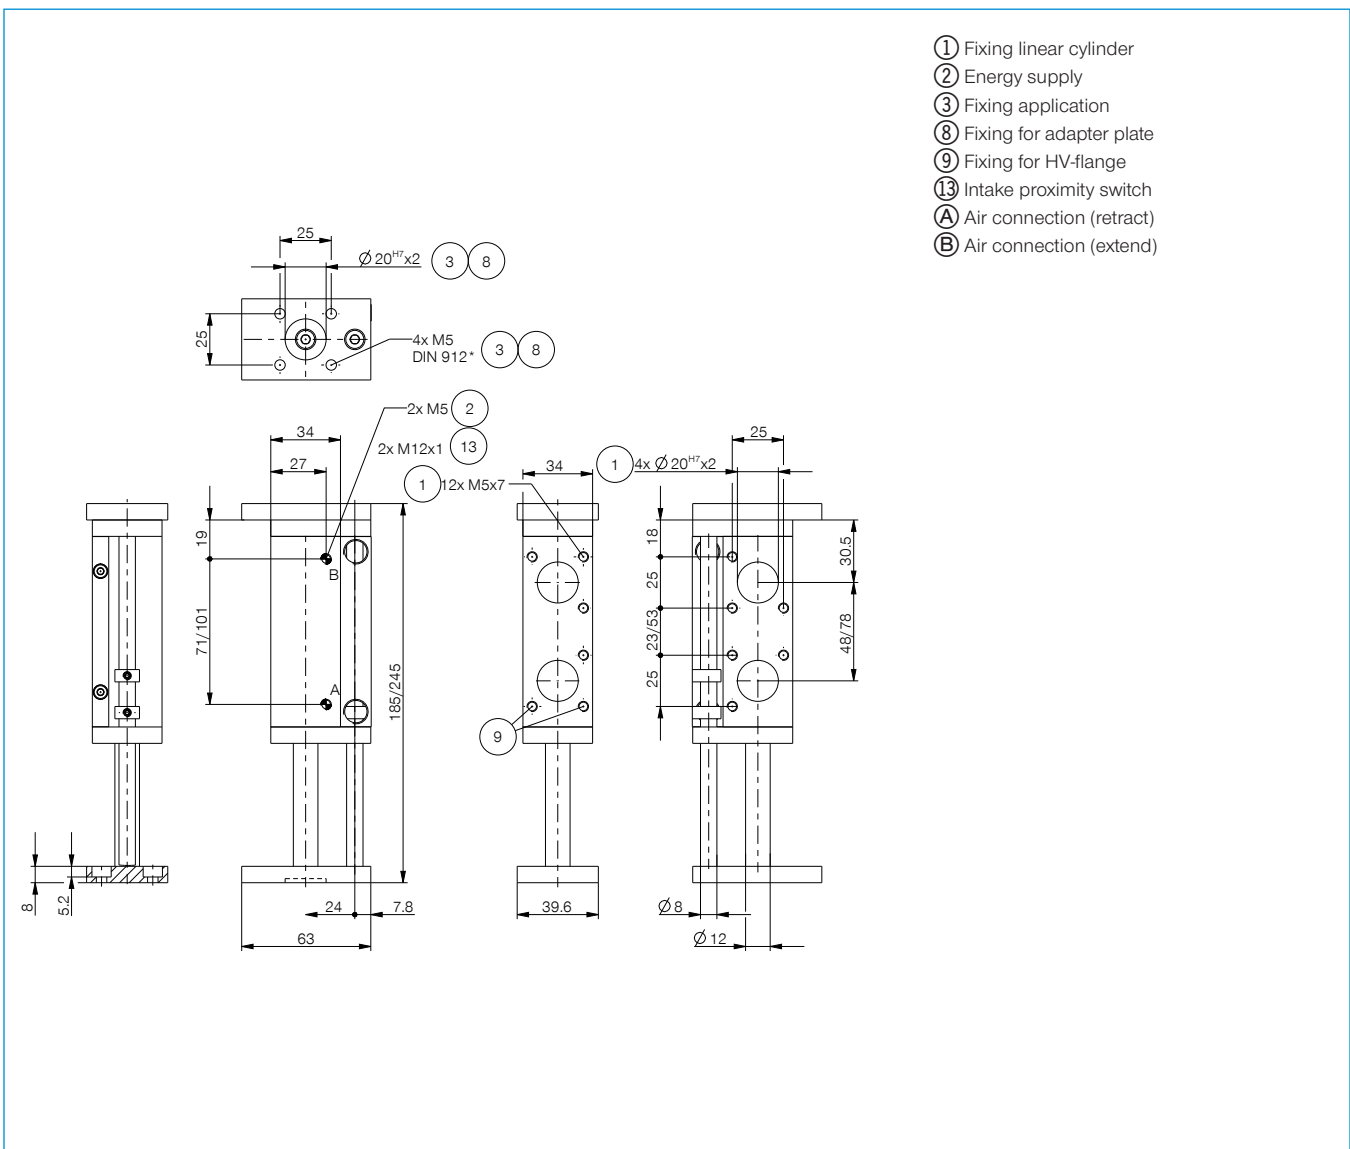 1 Fixing linear cylinder
2 Energy supply
3 Fixing application
8 Fixing for adapter plate
9 Fixing for HV-flange
13 Intake proximity switch
A Air connection (retract)
B Air connection (extend)
25
Ø 20ᴴ⁷x2 3 8
25
4x M5
DIN 912* 3 8
2x M5 2
34
2x M12x1 13
27
1 12x M5x7
34
1 4x Ø 20ᴴ⁷x2
25
19
B
71/101
A
185/245
18
25
23/53
25
30.5
48/78
9
8
5.2
24
7.8
63
39.6
Ø 8
Ø 12